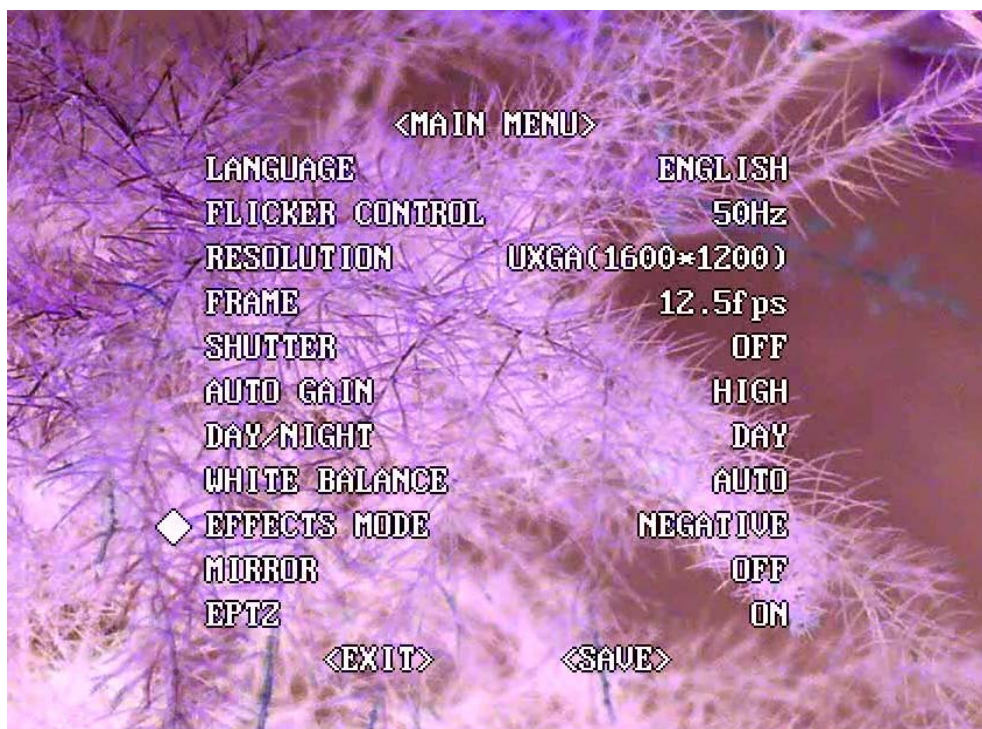 <MAIN MENU>
LANGUAGE ENGLISH
FLICKER CONTROL 50Hz
RESOLUTION UXGA(1600*1200)
FRAME 12.5fps
SHUTTER OFF
AUTO GAIN HIGH
DAY/NIGHT DAY
WHITE BALANCE AUTO
EFFECTS MODE NEGATIVE
MIRROR OFF
EPTZ ON
<EXIT> <SAVE>